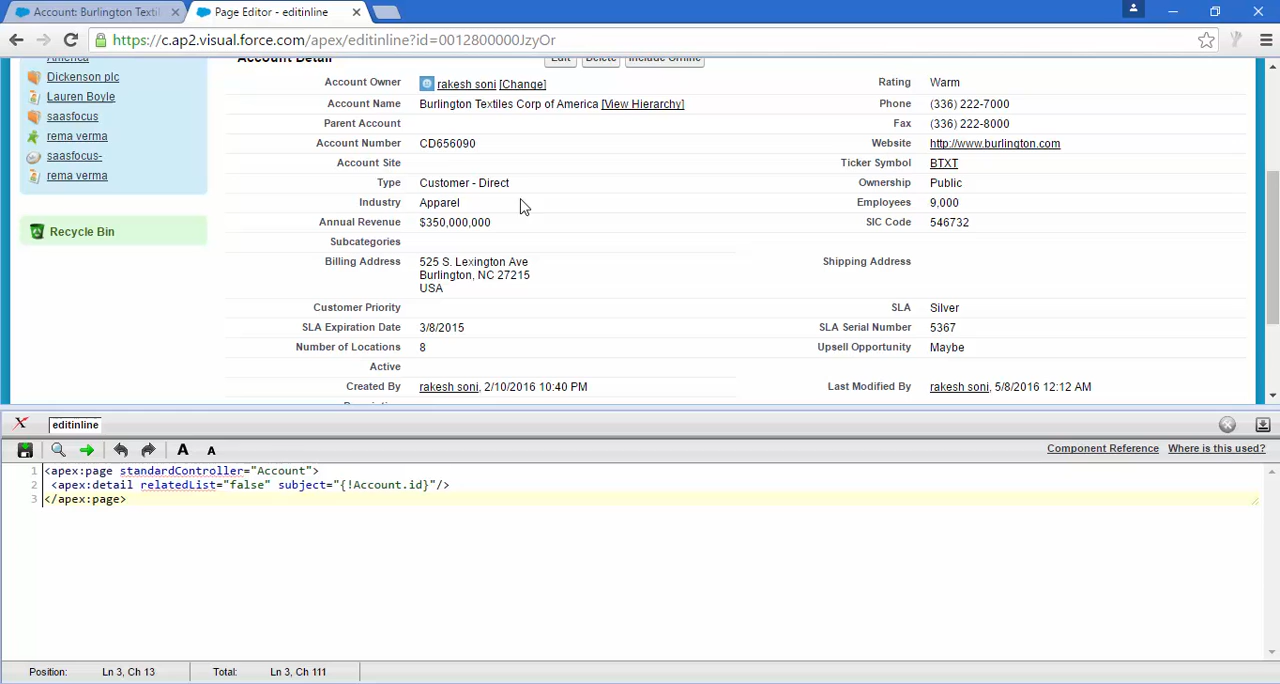 Account: Burlington Textil
Page Editor - editinline
https://c.ap2.visual.force.com/apex/editinline?id=0012800000JzyOr
America
Dickenson plc
Lauren Boyle
saasfocus
rema verma
saasfocus-
rema verma
Recycle Bin
Account Detail
Edit Delete Include Offline
Account Owner rakesh soni [Change] Rating Warm
Account Name Burlington Textiles Corp of America [View Hierarchy] Phone (336) 222-7000
Parent Account Fax (336) 222-8000
Account Number CD656090 Website http://www.burlington.com
Account Site Ticker Symbol BTXT
Type Customer - Direct Ownership Public
Industry Apparel Employees 9,000
Annual Revenue $350,000,000 SIC Code 546732
Subcategories
Billing Address 525 S. Lexington Ave Shipping Address
Burlington, NC 27215
USA
Customer Priority SLA Silver
SLA Expiration Date 3/8/2015 SLA Serial Number 5367
Number of Locations 8 Upsell Opportunity Maybe
Active
Created By rakesh soni, 2/10/2016 10:40 PM Last Modified By rakesh soni, 5/8/2016 12:12 AM
Description
editinline
A A Component Reference Where is this used?
1 <apex:page standardController="Account">
2 <apex:detail relatedList="false" subject="{!Account.id}"/>
3 </apex:page>
Position: Ln 3, Ch 13 Total: Ln 3, Ch 111